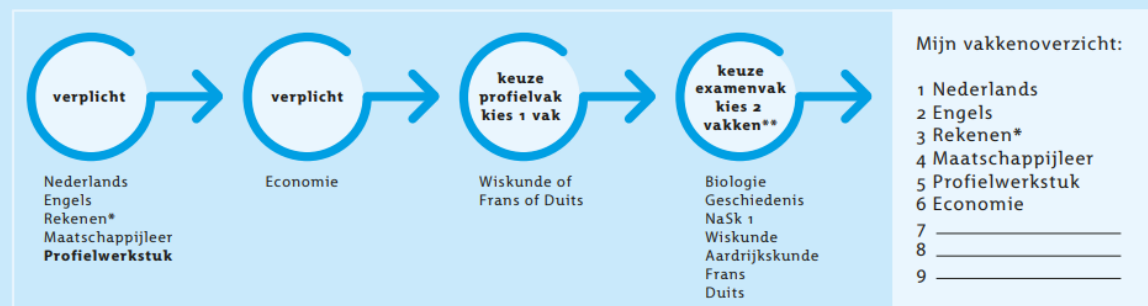 verplicht
Nederlands
Engels
Rekenen*
Maatschappijleer
Profielwerkstuk
verplicht
Economie
keuze
profielvak
kies 1 vak
Wiskunde of
Frans of Duits
keuze
examenvak
kies 2
vakken**
Biologie
Geschiedenis
NaSk 1
Wiskunde
Aardrijkskunde
Frans
Duits
Mijn vakkenoverzicht:
1 Nederlands
2 Engels
3 Rekenen*
4 Maatschappijleer
5 Profielwerkstuk
6 Economie
7
8
9